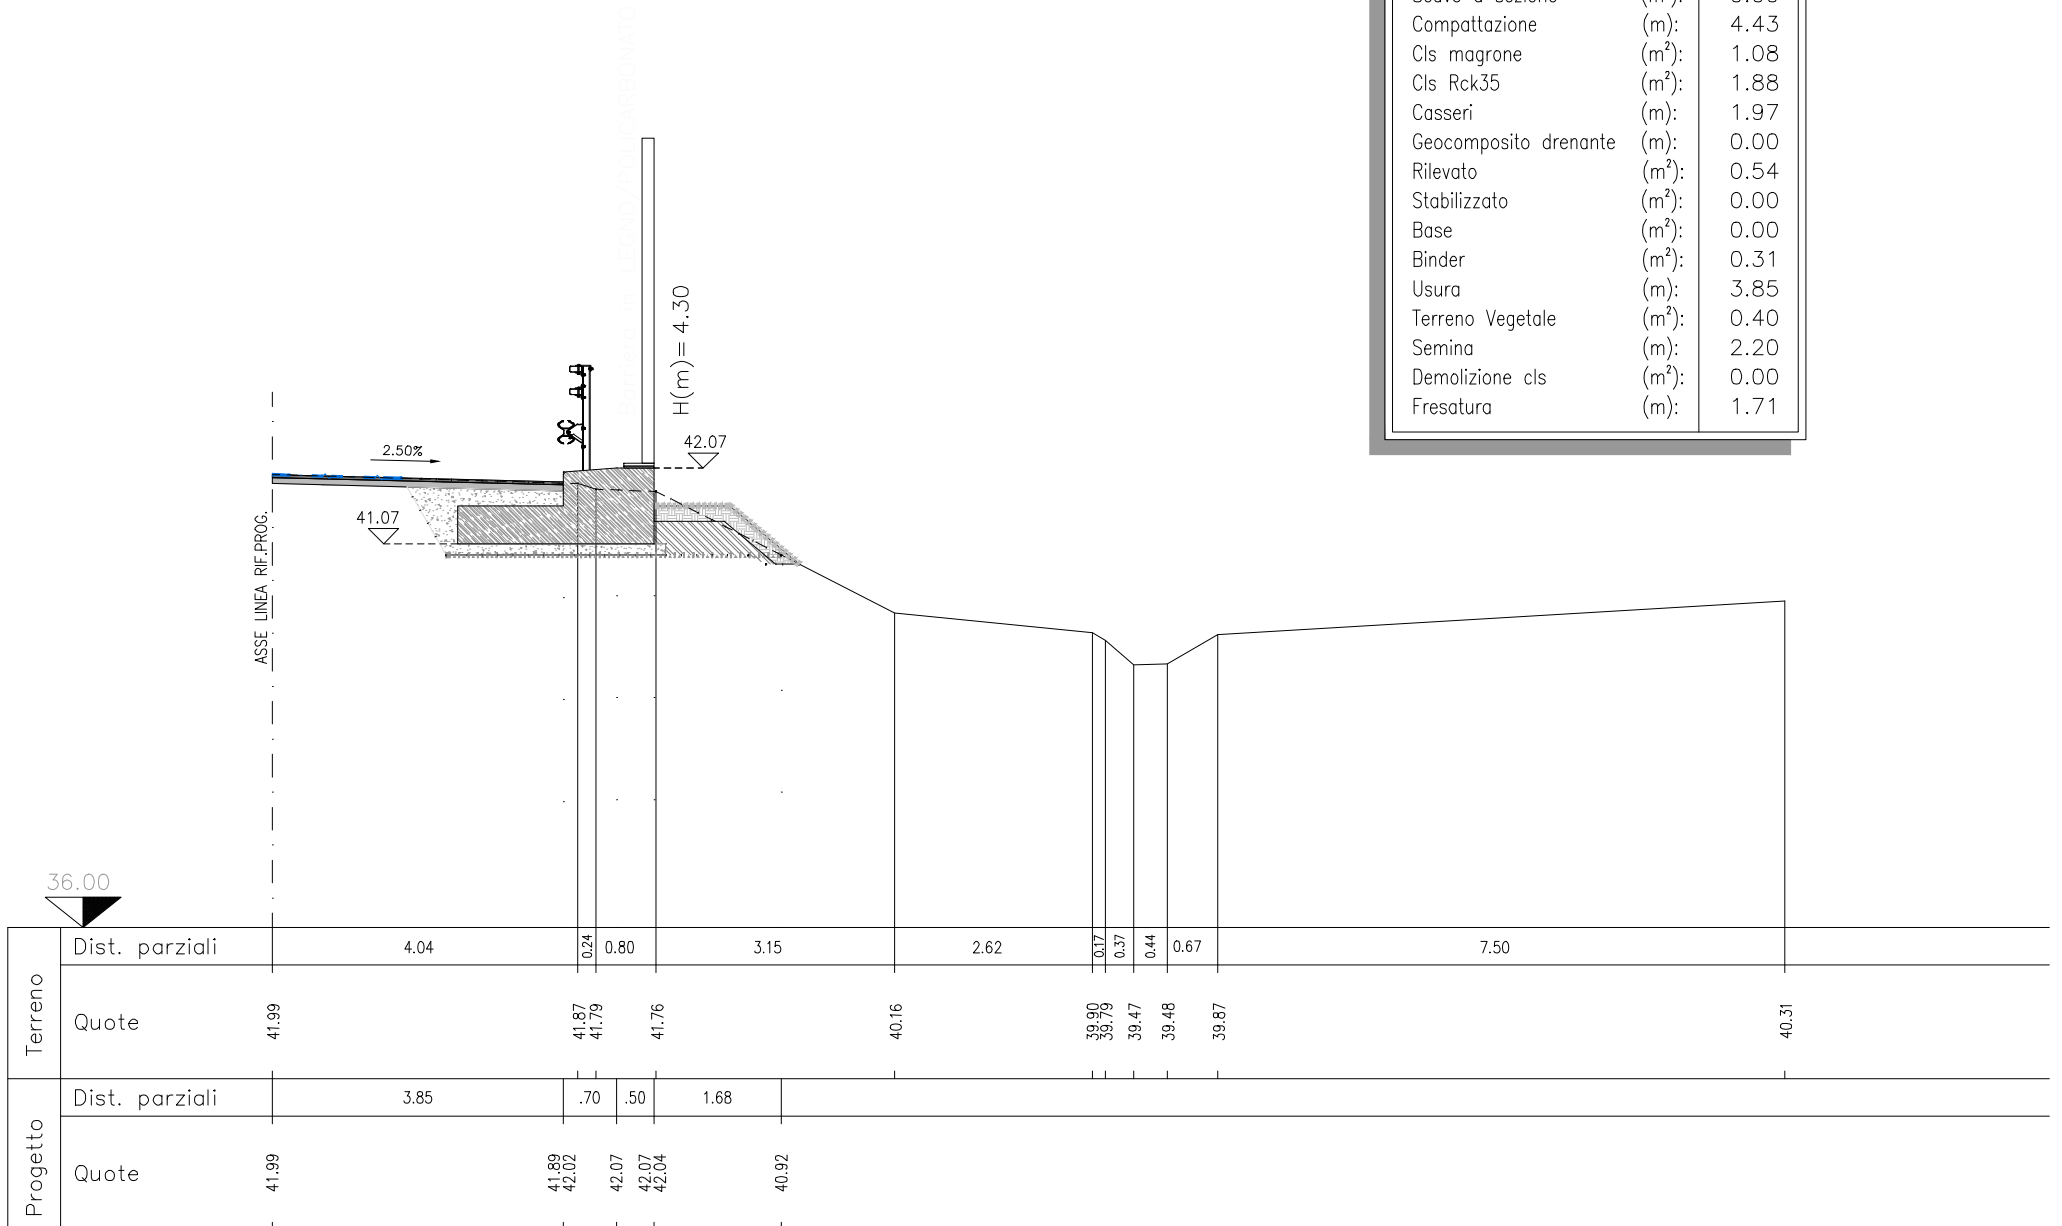 Compattazione (m): 4.43
Cls magrone (m²): 1.08
Cls Rck35 (m²): 1.88
Casseri (m): 1.97
Geocomposito drenante (m): 0.00
Rilevato (m²): 0.54
Stabilizzato (m²): 0.00
Base (m²): 0.00
Binder (m²): 0.31
Usura (m): 3.85
Terreno Vegetale (m²): 0.40
Semina (m): 2.20
Demolizione cls (m²): 0.00
Fresatura (m): 1.71
H(m)= 4.30
42.07
2.50%
41.07
ASSE LINEA RIF.PROG.
36.00
Terreno
Dist. parziali 4.04 0.24 0.80 3.15 2.62 0.17 0.37 0.44 0.67 7.50
Quote 41.99 41.87 41.79 41.76 40.16 39.90 39.79 39.47 39.48 39.87 40.31
Progetto
Dist. parziali 3.85 .70 .50 1.68
Quote 41.99 41.89 42.02 42.07 42.07 42.04 40.92